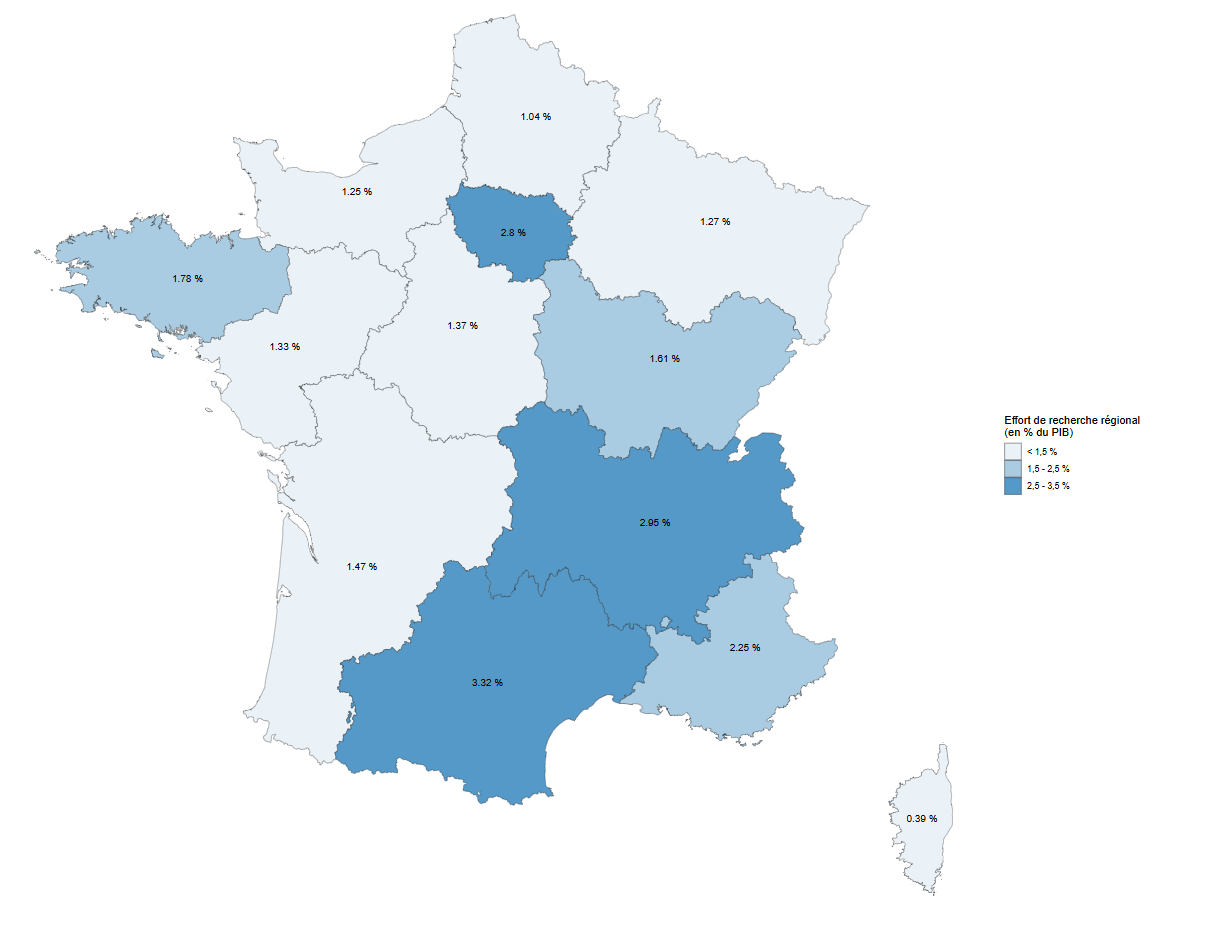 1.04 %
1.25 %
1.27 %
2.8 %
1.78 %
1.37 %
1.33 %
1.61 %
2.95 %
1.47 %
2.25 %
3.32 %
0.39 %
Effort de recherche régional
(en % du PIB)
< 1,5 %
1,5 - 2,5 %
2,5 - 3,5 %